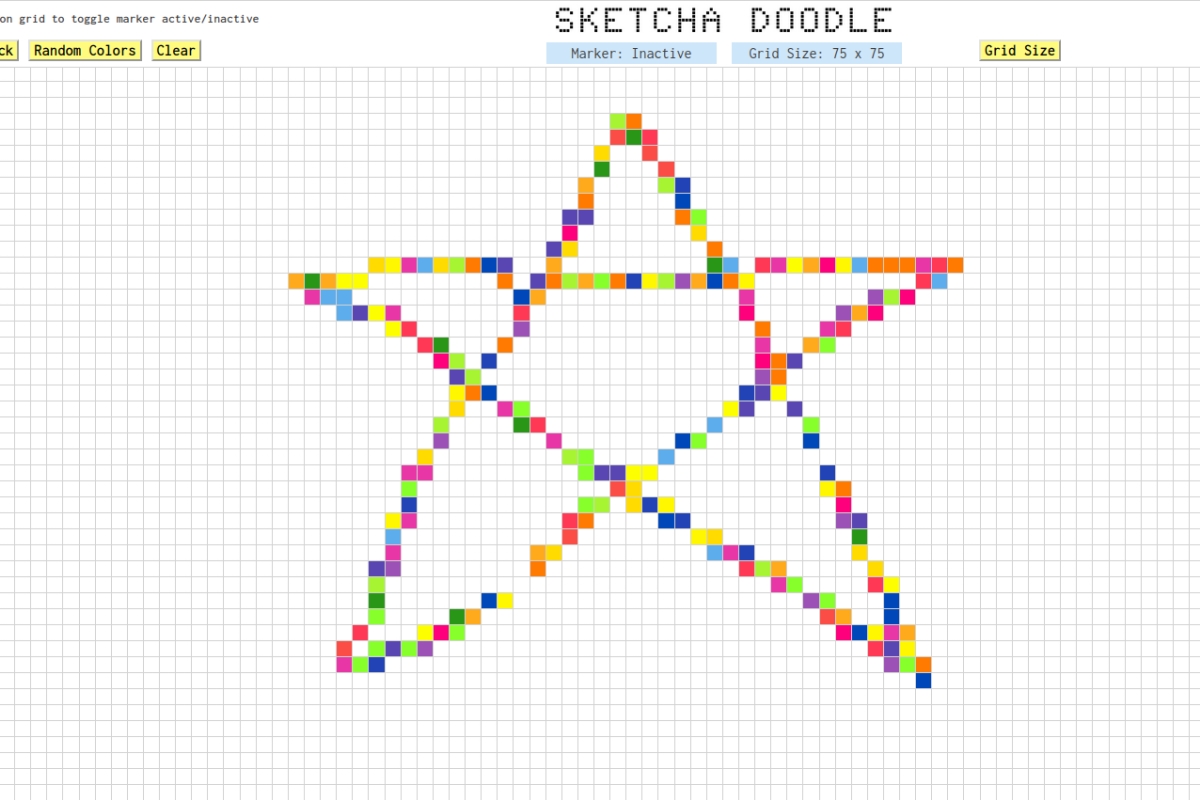 on grid to toggle marker active/inactive
SKETCHA DOODLE
ck Random Colors Clear
Marker: Inactive Grid Size: 75 x 75
Grid Size